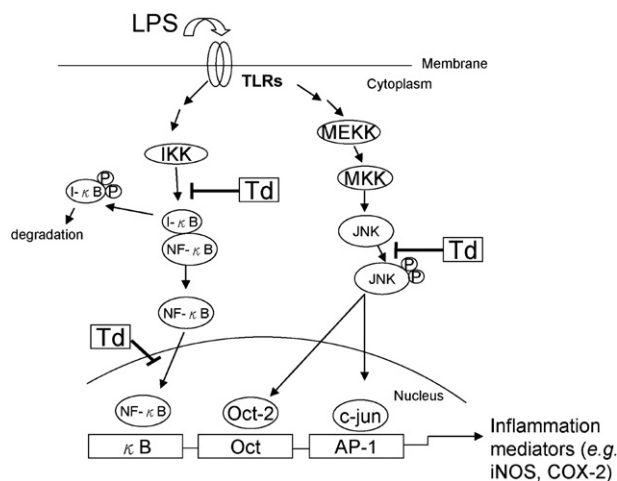 LPS
TLRs
Membrane
Cytoplasm
MEKK
IKK
MKK
Td
P
I-κB P
I-κB
degradation
NF-κB
JNK
Td
P
JNK P
NF-κB
Td
Nucleus
NF-κB
Oct-2
c-jun
κB
Oct
AP-1
Inflammation
mediators (e.g.
iNOS, COX-2)